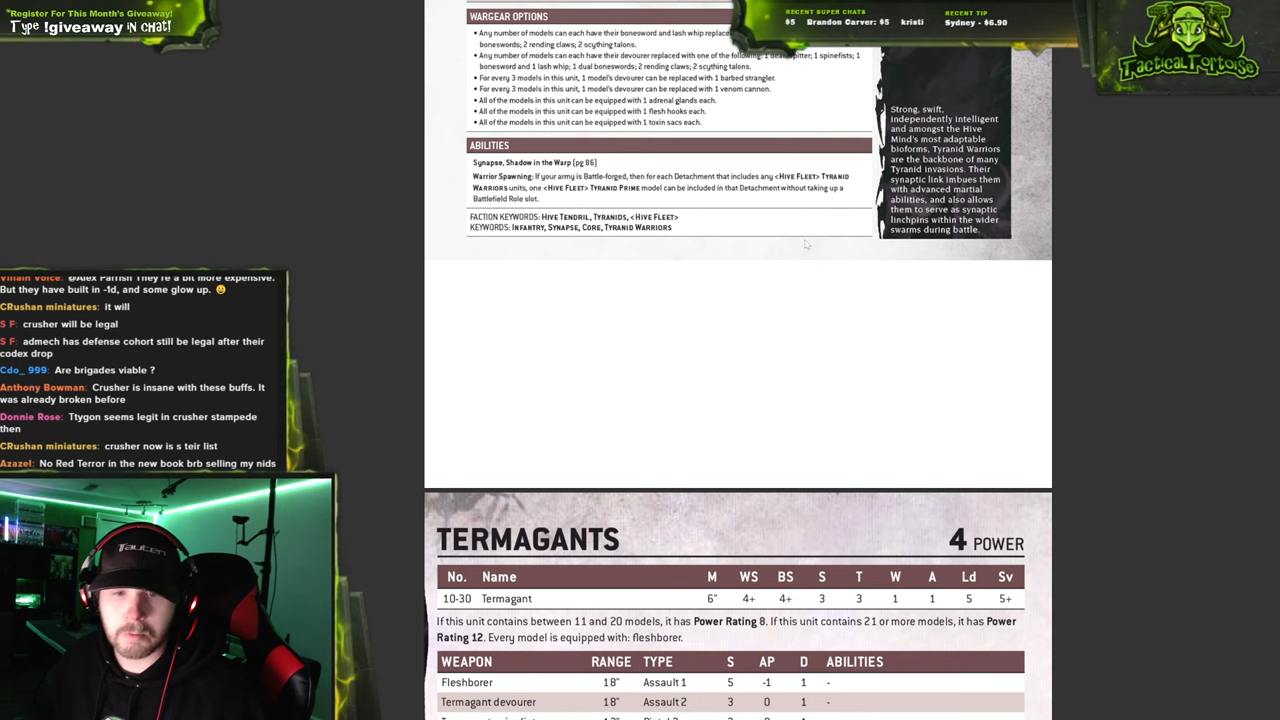 *Register For This Month's Giveaway!
Type !giveaway in chat!
RECENT SUPER CHATS
$5 Brandon Carver: $5 kristi
RECENT TIP
Sydney - $6.90
TACTICAL TORTOISE
WARGEAR OPTIONS
• Any number of models can each have their bonesword and lash whip replace
boneswords; 2 rending claws; 2 scything talons.
• Any number of models can each have their devourer replaced with one of the following: 1 deathspitter; 1 spinefists; 1
bonesword and 1 lash whip; 1 dual boneswords; 2 rending claws; 2 scything talons.
• For every 3 models in this unit, 1 model's devourer can be replaced with 1 barbed strangler.
• For every 3 models in this unit, 1 model's devourer can be replaced with 1 venom cannon.
• All of the models in this unit can be equipped with 1 adrenal glands each.
• All of the models in this unit can be equipped with 1 flesh hooks each.
• All of the models in this unit can be equipped with 1 toxin sacs each.
ABILITIES
Synapse, Shadow in the Warp (pg 86)
Warrior Spawning: If your army is Battle-forged, then for each Detachment that includes any <HIVE FLEET> TYRANID
WARRIORS units, one <HIVE FLEET> TYRANID PRIME model can be included in that Detachment without taking up a
Battlefield Role slot.
FACTION KEYWORDS: HIVE TENDRIL, TYRANIDS, <HIVE FLEET>
KEYWORDS: INFANTRY, SYNAPSE, CORE, TYRANID WARRIORS
Strong, swift,
independently intelligent
and amongst the Hive
Mind's most adaptable
bioforms, Tyranid Warriors
are the backbone of many
Tyranid invasions. Their
synaptic link imbues them
with advanced martial
abilities, and also allows
them to serve as synaptic
linchpins within the wider
swarms during battle.
Villain Voice: @Alex Parrish They're a bit more expensive.
But they have built in -1d, and some glow up.
CRushan miniatures: it will
S F: crusher will be legal
S F: admech has defense cohort still be legal after their
codex drop
Cdo_ 999: Are brigades viable ?
Anthony Bowman: Crusher is insane with these buffs. It
was already broken before
Donnie Rose: Ttygon seems legit in crusher stampede
then
CRushan miniatures: crusher now is s teir list
Azazel: No Red Terror in the new book brb selling my nids
Tauten
TERMAGANTS 4 POWER
No. Name M WS BS S T W A Ld Sv
10-30 Termagant 6" 4+ 4+ 3 3 1 1 5 5+
If this unit contains between 11 and 20 models, it has Power Rating 8. If this unit contains 21 or more models, it has Power
Rating 12. Every model is equipped with: fleshborer.
WEAPON RANGE TYPE S AP D ABILITIES
Fleshborer 18" Assault 1 5 -1 1 -
Termagant devourer 18" Assault 2 3 0 1 -